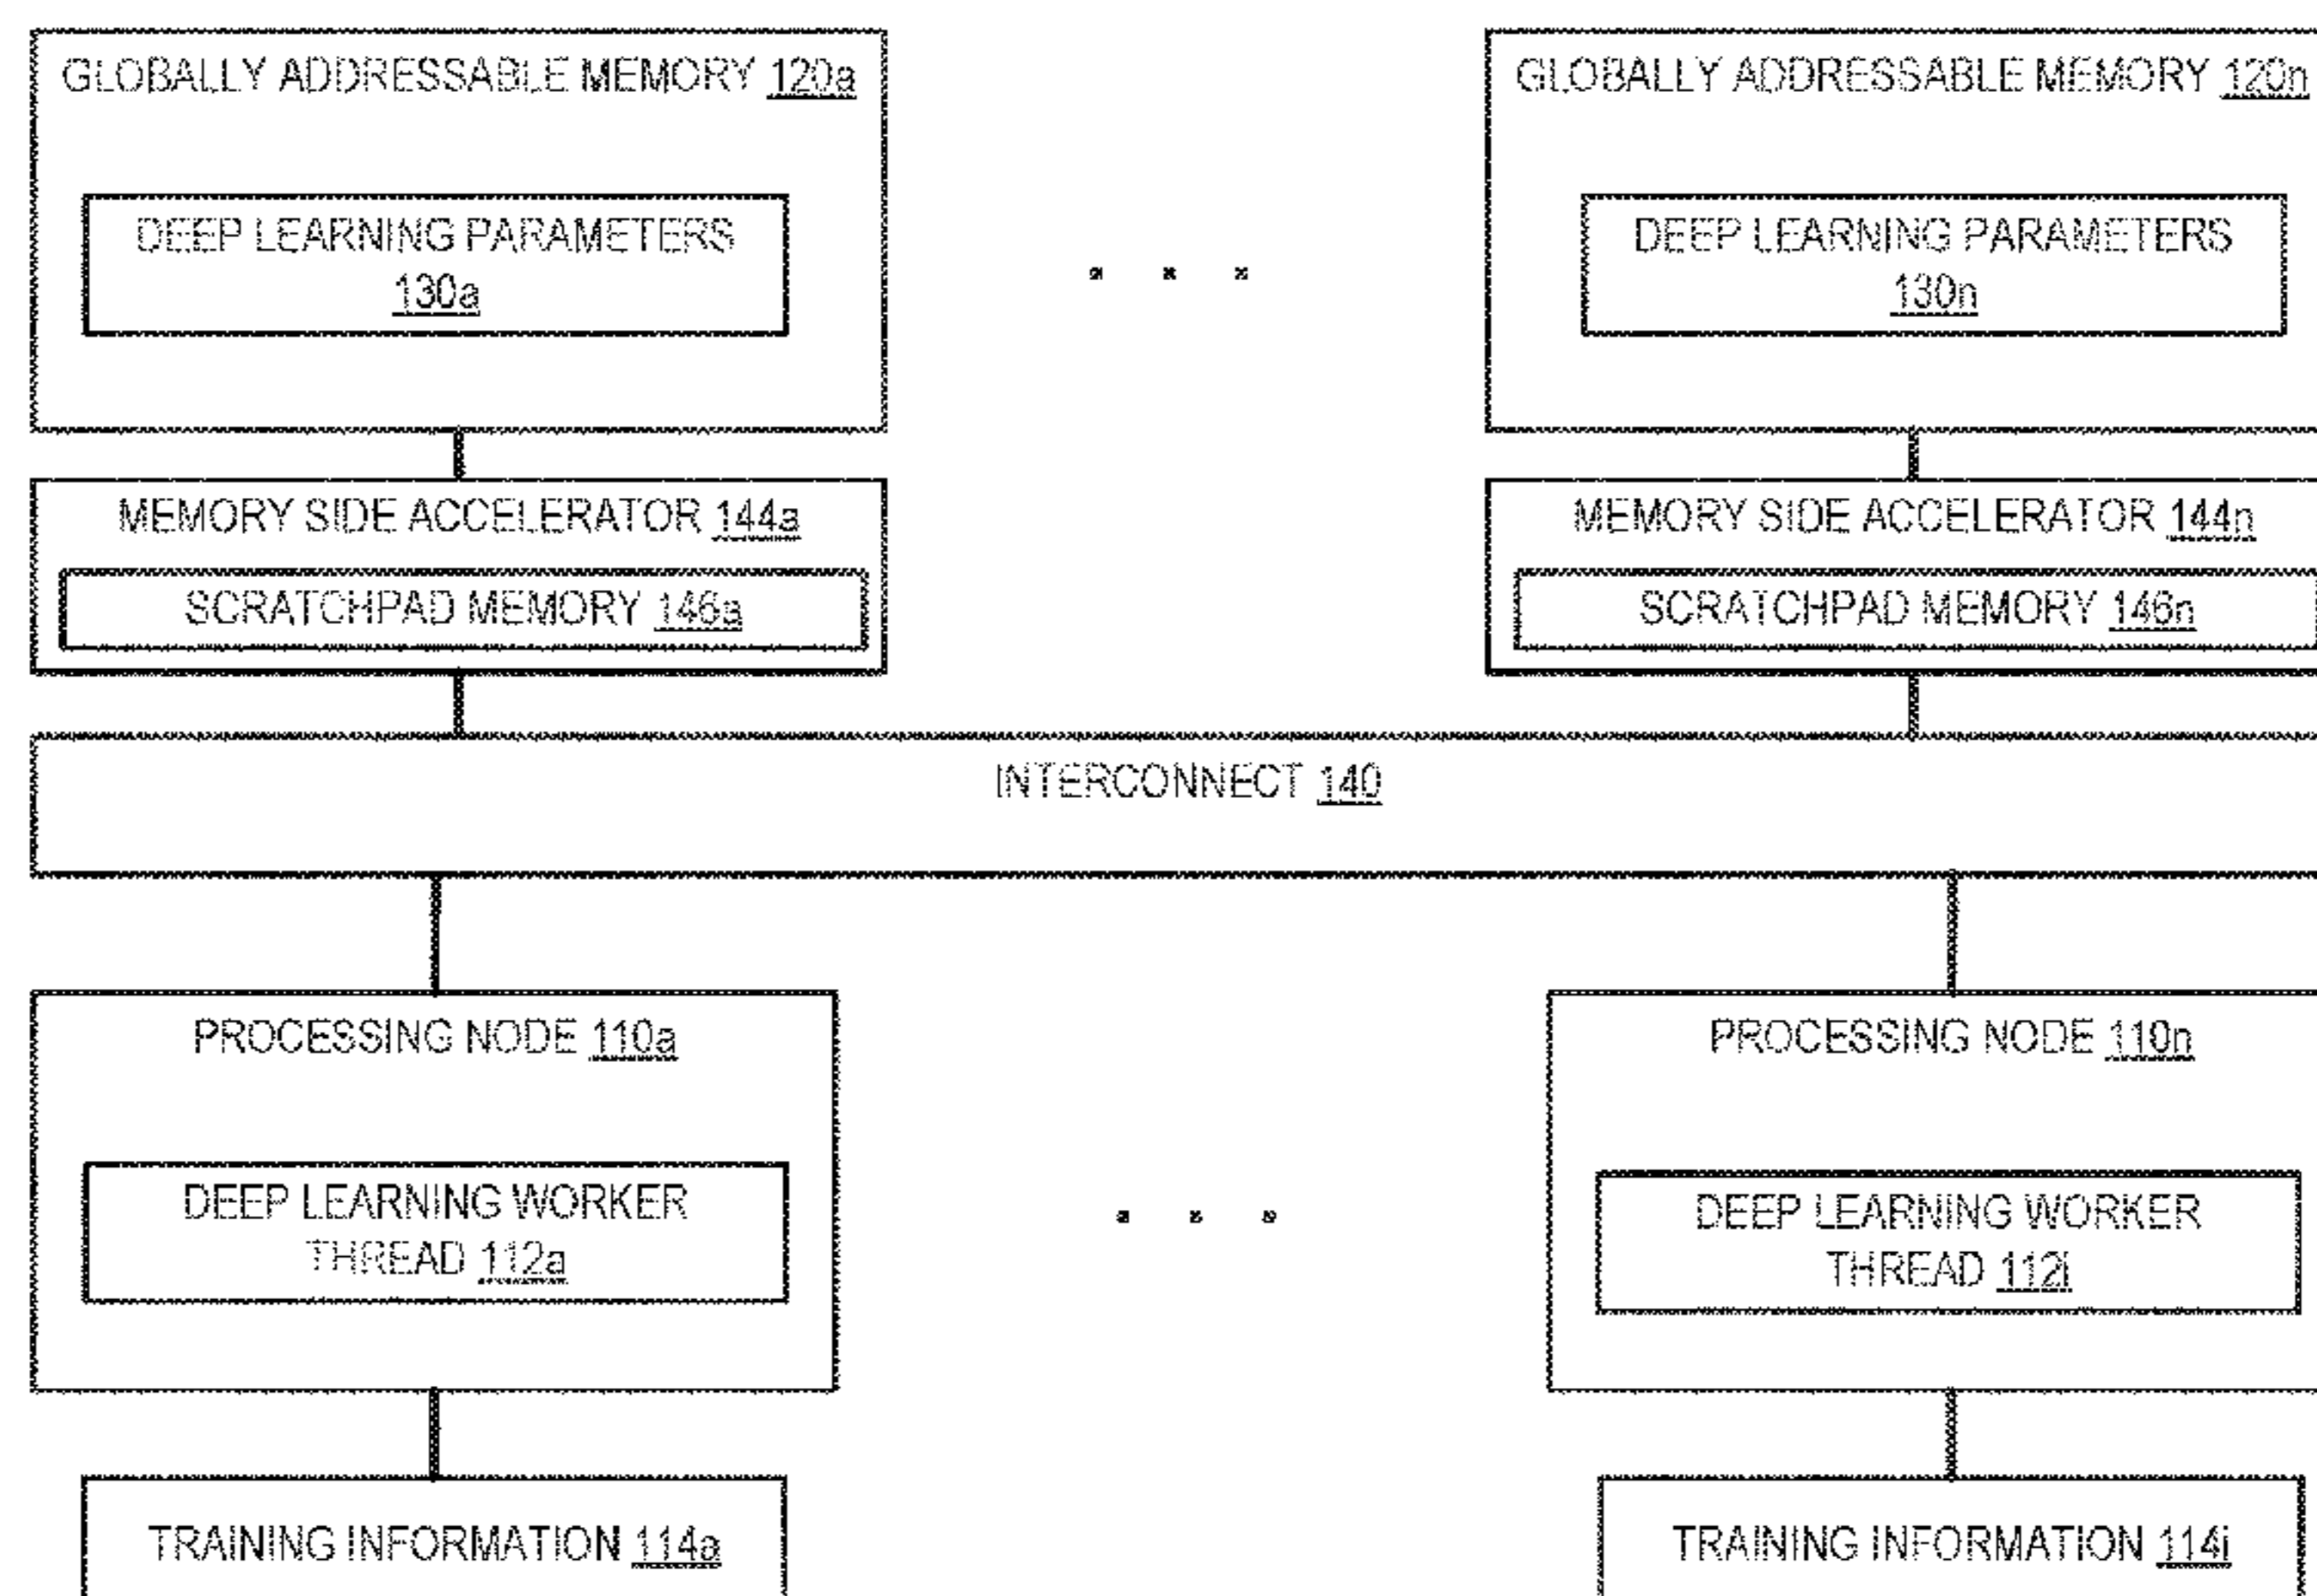 GLOBALLY ADDRESSABLE MEMORY 120a
DEEP LEARNING PARAMETERS
130a
GLOBALLY ADDRESSABLE MEMORY 120n
DEEP LEARNING PARAMETERS
130n
MEMORY SIDE ACCELERATOR 144a
SCRATCHPAD MEMORY 146a
MEMORY SIDE ACCELERATOR 144n
SCRATCHPAD MEMORY 146n
INTERCONNECT 140
PROCESSING NODE 110a
DEEP LEARNING WORKER
THREAD 112a
PROCESSING NODE 110n
DEEP LEARNING WORKER
THREAD 112i
TRAINING INFORMATION 114a
TRAINING INFORMATION 114i